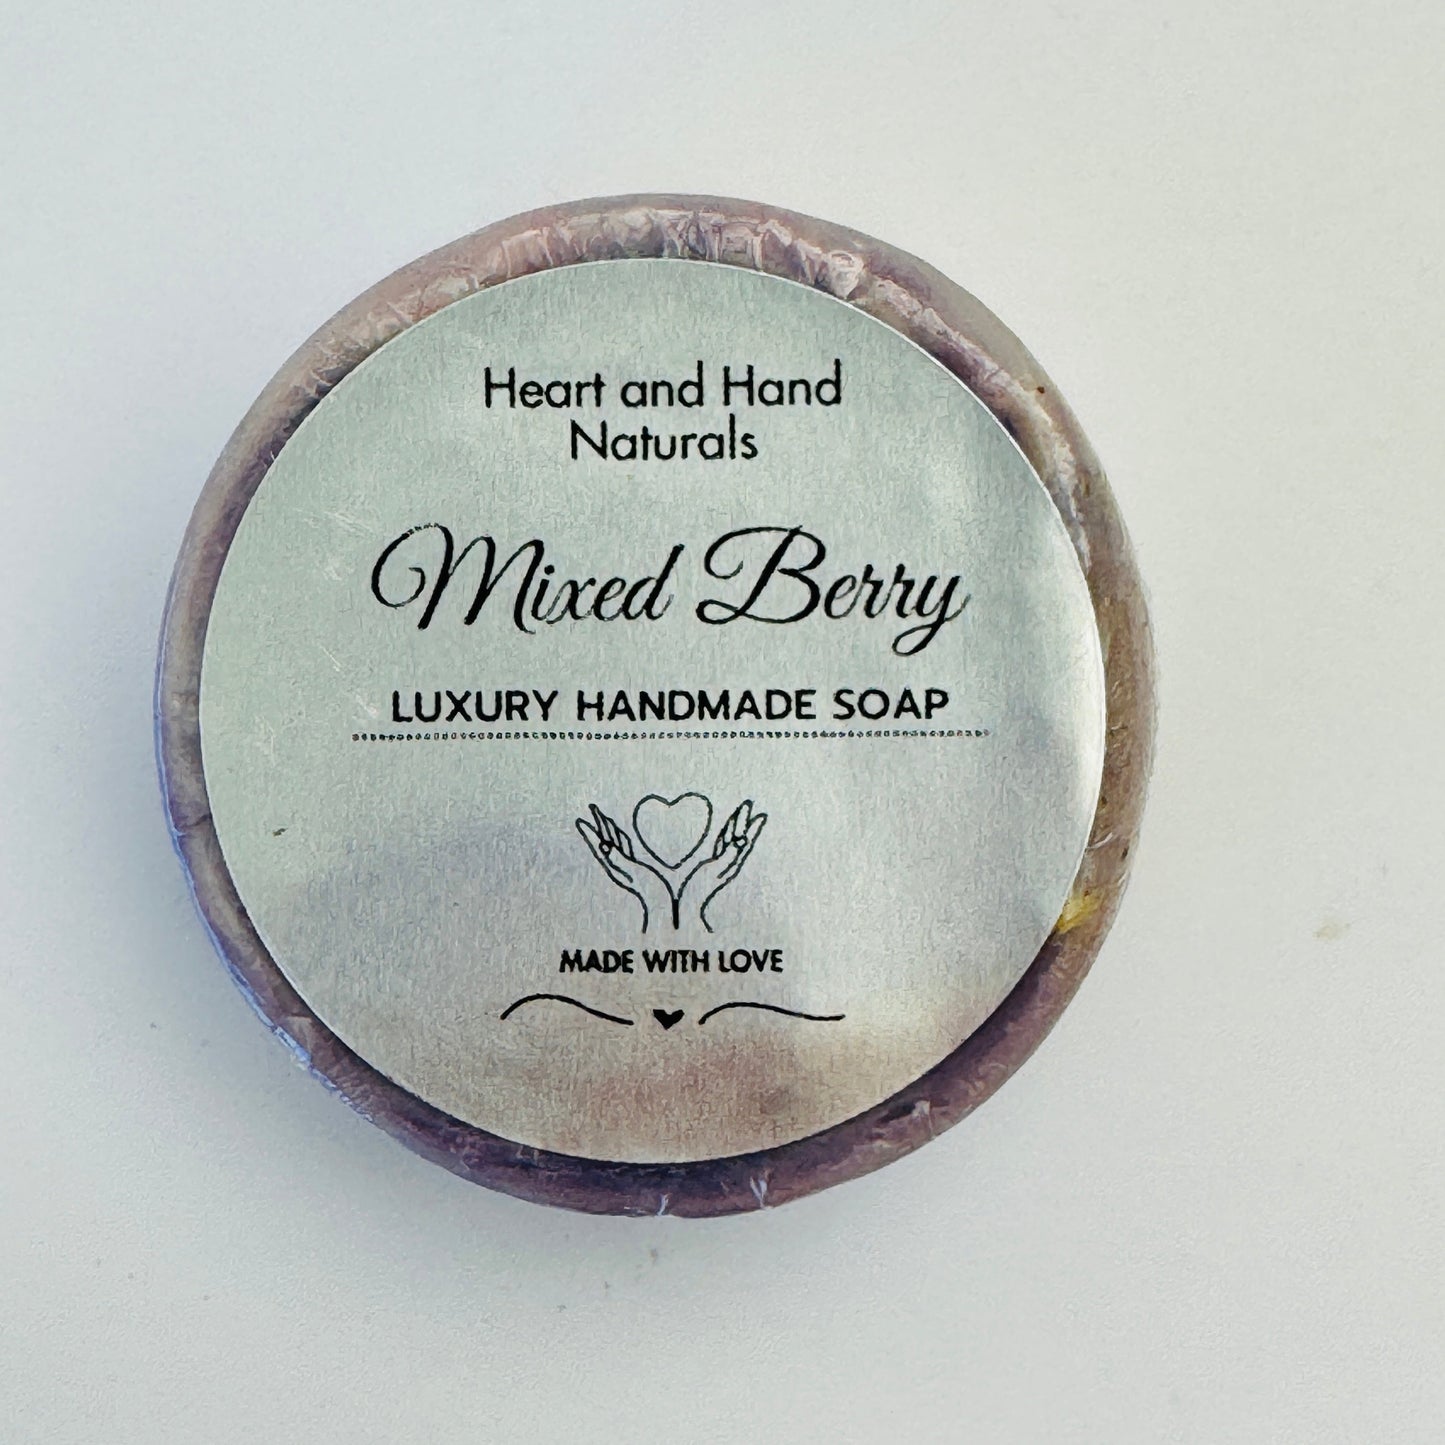 Heart and Hand
Naturals
Mixed Berry
LUXURY HANDMADE SOAP
MADE WITH LOVE